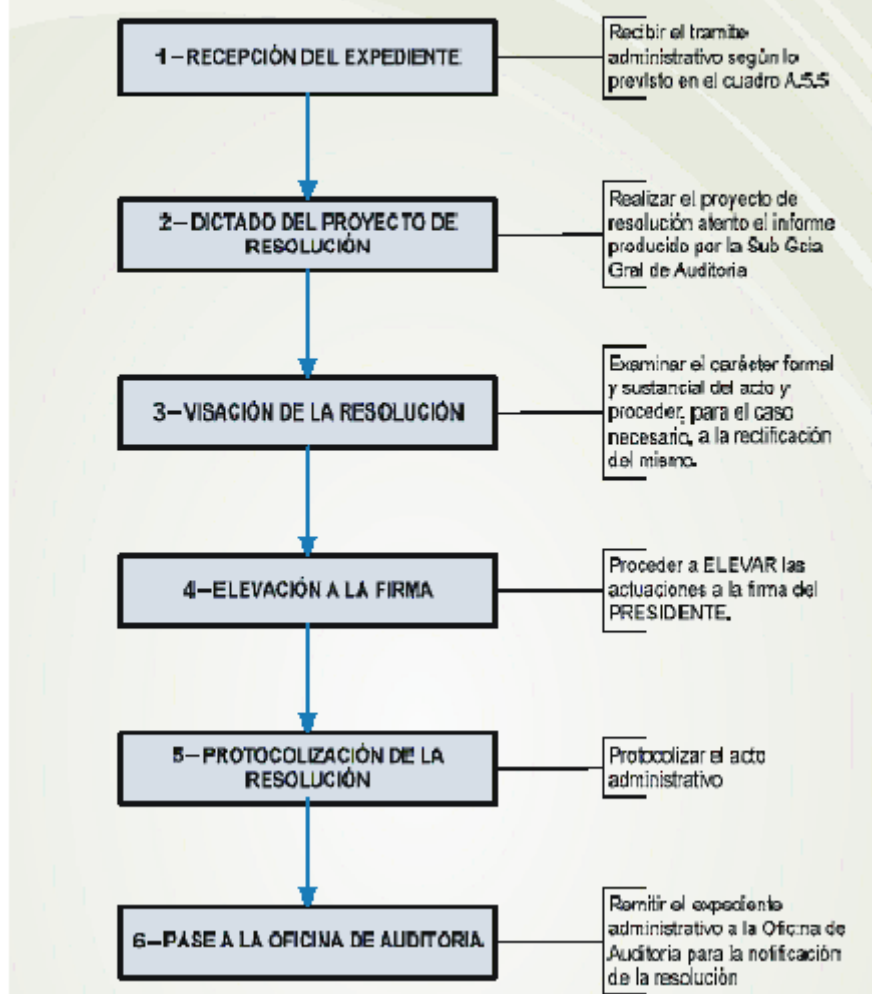 1–RECEPCIÓN DEL EXPEDIENTE
Recibir el tramite
administrativo según lo
previsto en el cuadro A.5.5
2–DICTADO DEL PROYECTO DE
RESOLUCIÓN
Realizar el proyecto de
resolución atento el informe
producido por la Sub Gcia
Gral de Auditoria
3–VISACIÓN DE LA RESOLUCIÓN
Examinar el carácter formal
y sustancial del acto y
proceder, para el caso
necesario, a la rectificación
del mismo.
4–ELEVACIÓN A LA FIRMA
Proceder a ELEVAR las
actuaciones a la firma del
PRESIDENTE.
5–PROTOCOLIZACIÓN DE LA
RESOLUCIÓN
Protocolizar el acto
administrativo
6–PASE A LA OFICINA DE AUDITORIA
Remitir el expediente
administrativo a la Oficina de
Auditoria para la notificación
de la resolución